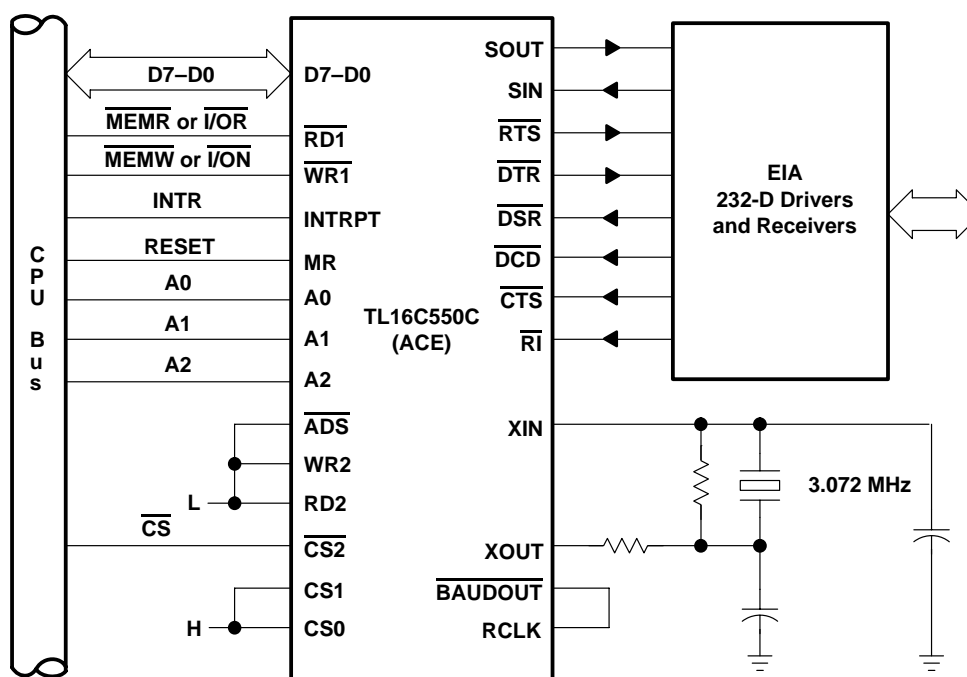 CPU Bus
D7–D0
MEMR or I/OR
MEMW or I/ON
INTR
RESET
A0
A1
A2
L
CS
H
D7–D0
RD1
WR1
INTRPT
MR
A0
A1
A2
ADS
WR2
RD2
CS2
CS1
CS0
TL16C550C
(ACE)
SOUT
SIN
RTS
DTR
DSR
DCD
CTS
RI
XIN
XOUT
BAUDOUT
RCLK
EIA
232-D Drivers
and Receivers
3.072 MHz